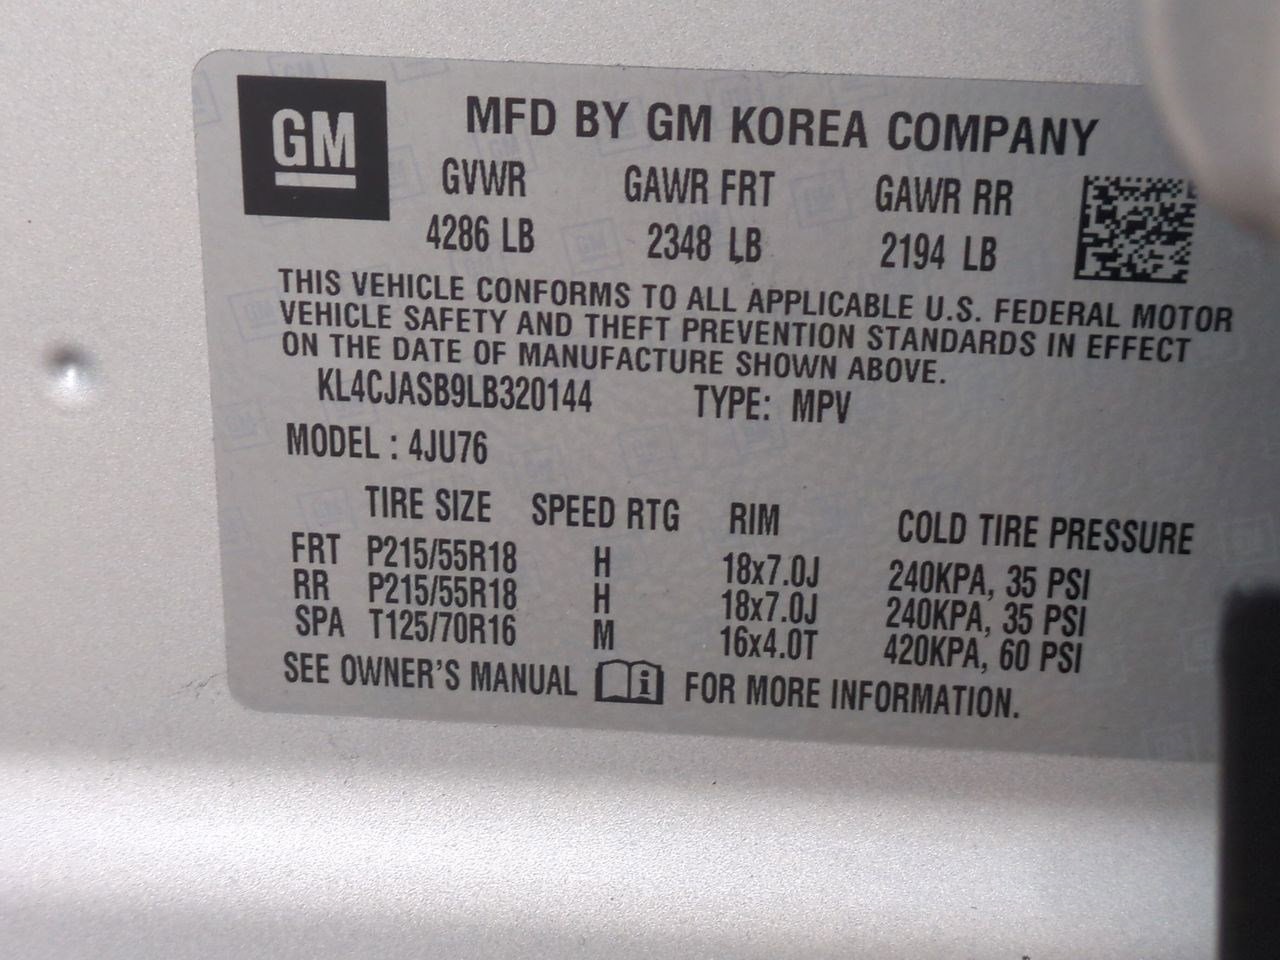 GM
MFD BY GM KOREA COMPANY
GVWR GAWR FRT GAWR RR
4286 LB 2348 LB 2194 LB
THIS VEHICLE CONFORMS TO ALL APPLICABLE U.S. FEDERAL MOTOR
VEHICLE SAFETY AND THEFT PREVENTION STANDARDS IN EFFECT
ON THE DATE OF MANUFACTURE SHOWN ABOVE.
KL4CJASB9LB320144 TYPE: MPV
MODEL : 4JU76
TIRE SIZE SPEED RTG RIM COLD TIRE PRESSURE
FRT P215/55R18 H 18x7.0J 240KPA, 35 PSI
RR P215/55R18 H 18x7.0J 240KPA, 35 PSI
SPA T125/70R16 M 16x4.0T 420KPA, 60 PSI
SEE OWNER'S MANUAL i FOR MORE INFORMATION.